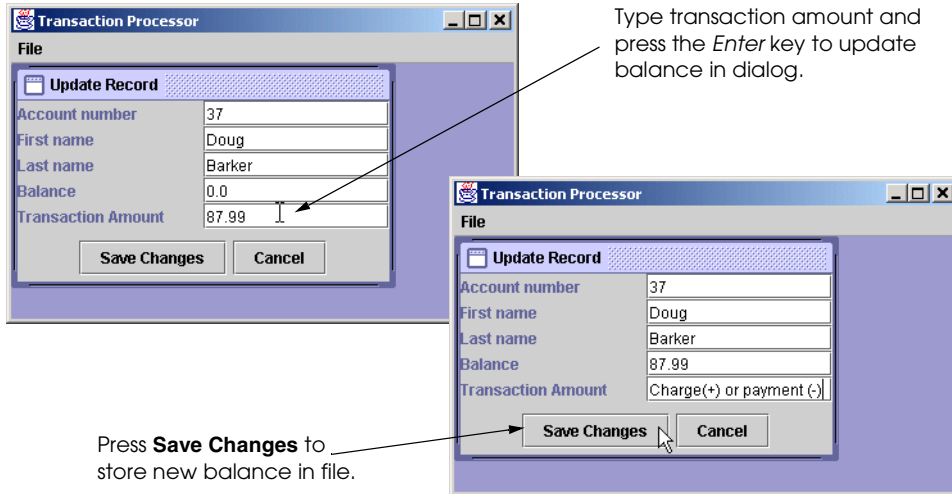 Transaction Processor
File
Update Record
Account number 37
First name Doug
Last name Barker
Balance 0.0
Transaction Amount 87.99
Save Changes Cancel
Type transaction amount and
press the Enter key to update
balance in dialog.
Transaction Processor
File
Update Record
Account number 37
First name Doug
Last name Barker
Balance 87.99
Transaction Amount Charge(+) or payment (-)
Save Changes Cancel
Press Save Changes to
store new balance in file.